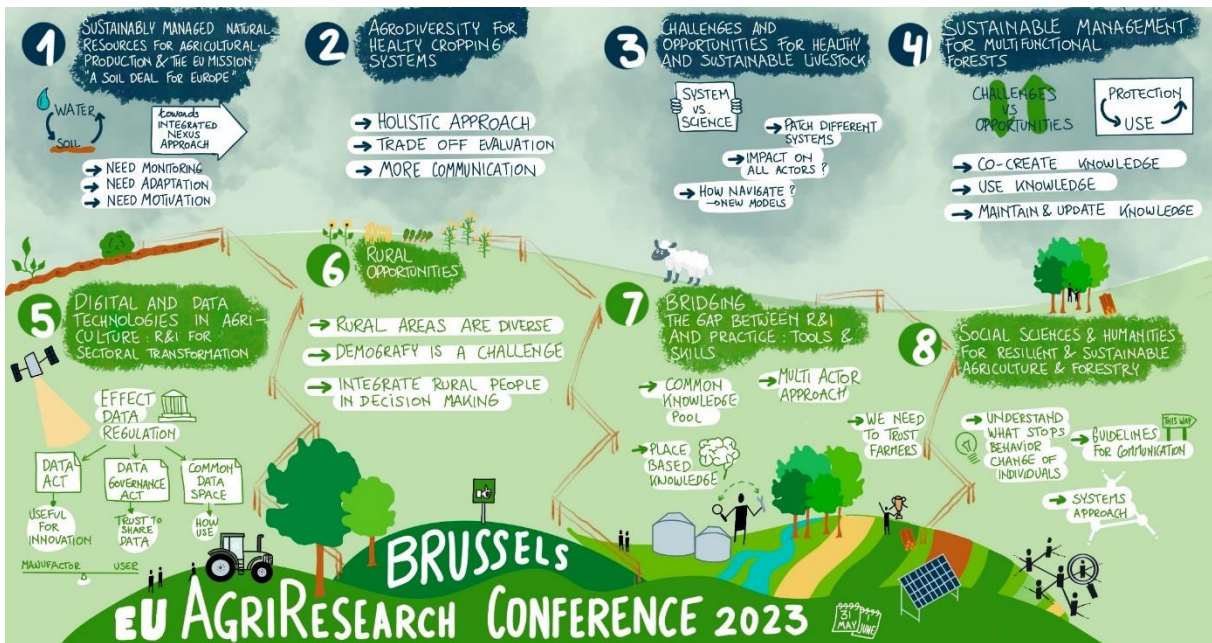 1
SUSTAINABLY MANAGED NATURAL
RESOURCES FOR AGRICULTURAL
PRODUCTION & THE EU MISSION
"A SOIL DEAL FOR EUROPE"
WATER
SOIL
towards
INTEGRATED
NEXUS
APPROACH
→ NEED MONITORING
→ NEED ADAPTATION
→ NEED MOTIVATION
2
AGRODIVERSITY FOR
HEALTY CROPPING
SYSTEMS
→ HOLISTIC APPROACH
→ TRADE OFF EVALUATION
→ MORE COMMUNICATION
3
CHALLENGES AND
OPPORTUNITIES FOR HEALTHY
AND SUSTAINABLE LIVESTOCK
SYSTEM
VS.
SCIENCE
→ PATCH DIFFERENT
SYSTEMS
→ IMPACT ON
ALL ACTORS?
→ HOW NAVIGATE?
→ NEW MODELS
4
SUSTAINABLE MANAGEMENT
FOR MULTIFUNCTIONAL
FORESTS
CHALLENGES
VS
OPPORTUNITIES
PROTECTION
USE
→ CO-CREATE KNOWLEDGE
→ USE KNOWLEDGE
→ MAINTAIN & UPDATE KNOWLEDGE
5
DIGITAL AND DATA
TECHNOLOGIES IN AGRI-
CULTURE: R&I FOR
SECTORAL TRANSFORMATION
EFFECT
DATA
REGULATION
DATA
ACT
DATA
GOVERNANCE
ACT
COMMON
DATA
SPACE
USEFUL
FOR
INNOVATION
TRUST TO
SHARE
DATA
HOW
USE
MANUFACTOR USER
6
RURAL
OPPORTUNITIES
→ RURAL AREAS ARE DIVERSE
→ DEMOGRAFY IS A CHALLENGE
→ INTEGRATE RURAL PEOPLE
IN DECISION MAKING
7
BRIDGING
THE GAP BETWEEN R&I
AND PRACTICE: TOOLS &
SKILLS
→ COMMON
KNOWLEDGE
POOL
→ MULTI ACTOR
APPROACH
→ PLACE
BASED
KNOWLEDGE
→ WE NEED
TO TRUST
FARMERS
8
SOCIAL SCIENCES & HUMANITIES
FOR RESILIENT & SUSTAINABLE
AGRICULTURE & FORESTRY
→ UNDERSTAND
WHAT STOPS
BEHAVIOR
CHANGE OF
INDIVIDUALS
THIS WAY
→ GUIDELINES
FOR COMMUNICATION
→ SYSTEMS
APPROACH
BRUSSELS
EU AGRIRESEARCH CONFERENCE 2023
31
MAY
JUNE